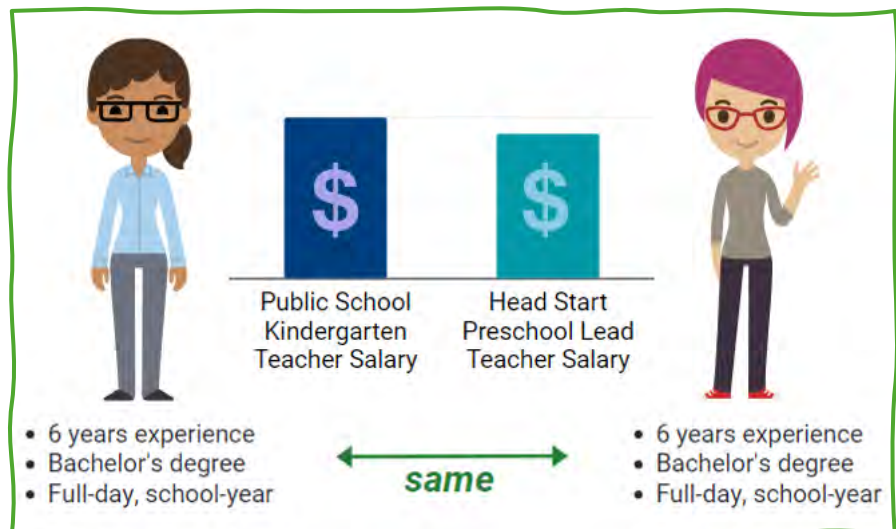 $
$
Public School
Kindergarten
Teacher Salary
Head Start
Preschool Lead
Teacher Salary
• 6 years experience
• Bachelor's degree
• Full-day, school-year
same
• 6 years experience
• Bachelor's degree
• Full-day, school-year